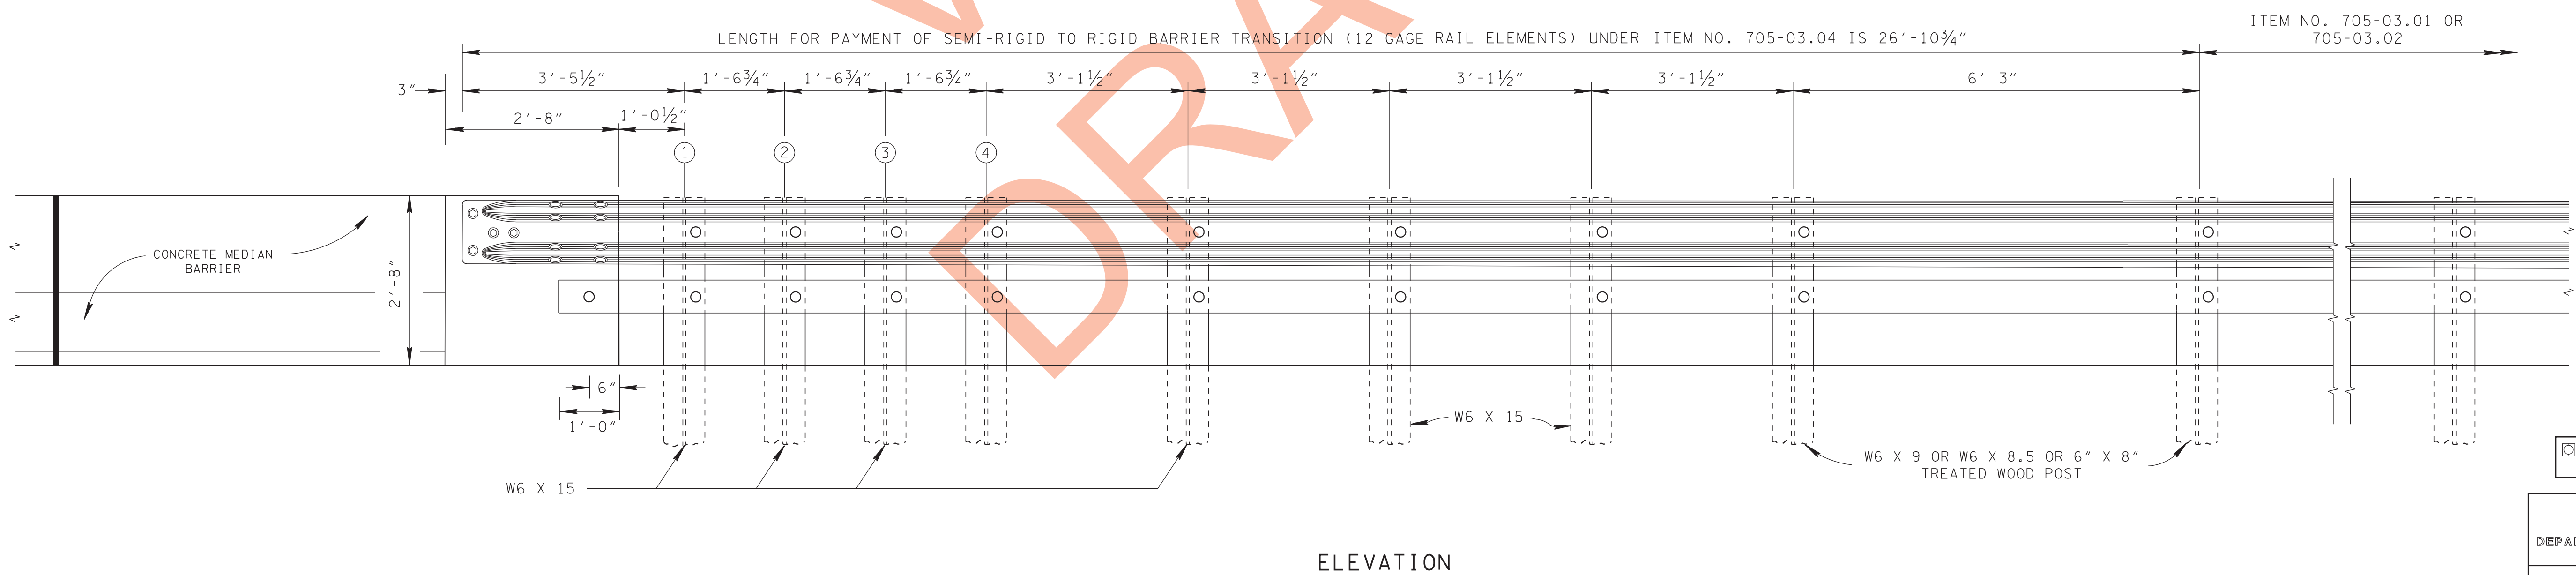 ITEM NO. 705-03.01 OR
705-03.02
LENGTH FOR PAYMENT OF SEMI-RIGID TO RIGID BARRIER TRANSITION (12 GAGE RAIL ELEMENTS) UNDER ITEM NO. 705-03.04 IS 26'-10¾"
3" 3'-5½" 1'-6¾" 1'-6¾" 1'-6¾" 3'-1½" 3'-1½" 3'-1½" 3'-1½" 6' 3"
2'-8" 1'-0½"
1 2 3 4
CONCRETE MEDIAN
BARRIER
2'-8"
6"
1'-0"
W6 X 15
W6 X 15
W6 X 9 OR W6 X 8.5 OR 6" X 8"
TREATED WOOD POST
DRA
ELEVATION